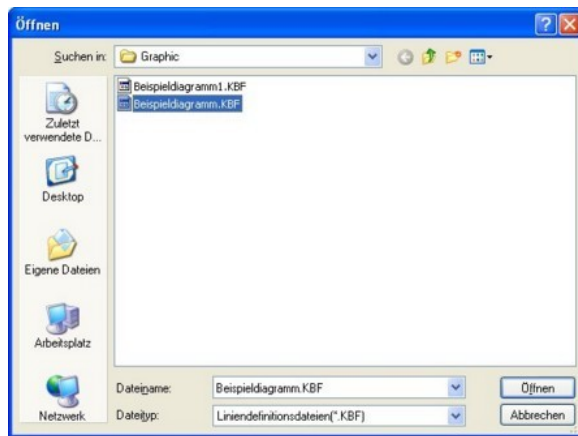 Öffnen
Suchen in:
Graphic
Beispieldiagramm1.KBF
Beispieldiagramm.KBF
Zuletzt
verwendete D...
Desktop
Eigene Dateien
Arbeitsplatz
Netzwerk
Dateiname:
Beispieldiagramm.KBF
Öffnen
Dateityp:
Liniendefinitionsdateien(*.KBF)
Abbrechen